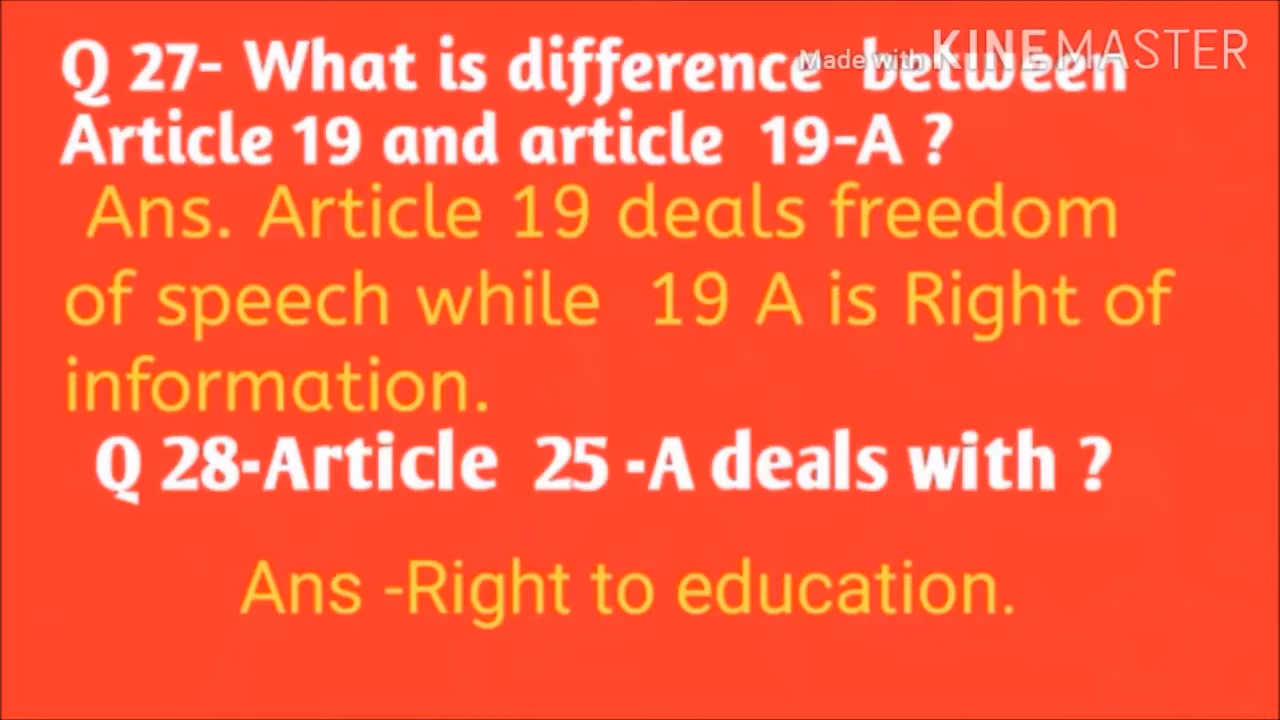 Q 27- What is difference between
Made with KINEMASTER
Article 19 and article 19-A ?
Ans. Article 19 deals freedom
of speech while 19 A is Right of
information.
Q 28-Article 25 -A deals with ?
Ans -Right to education.